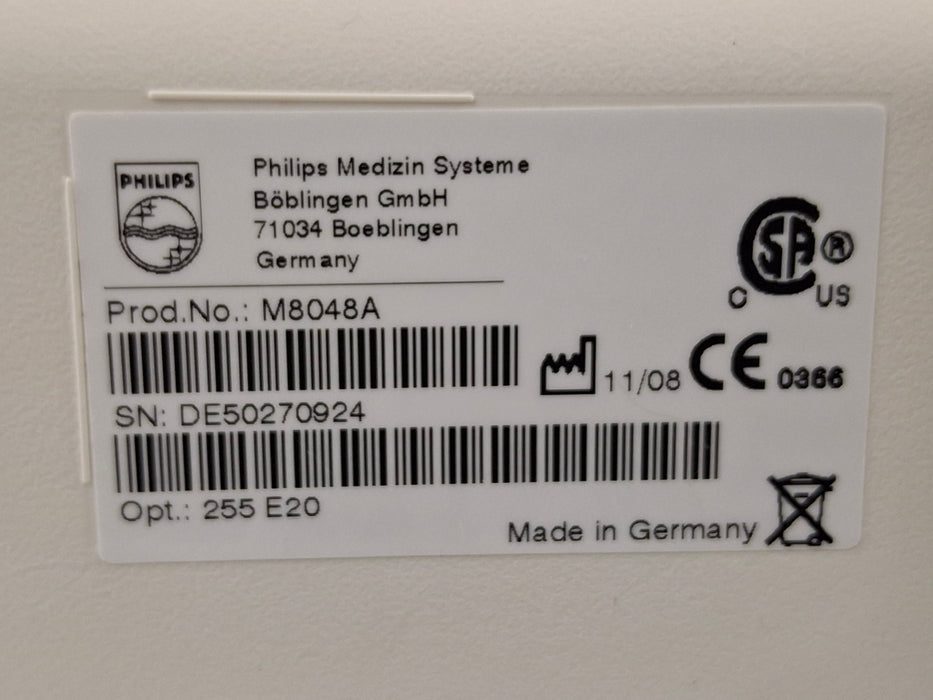 PHILIPS
Philips Medizin Systeme
Böblingen GmbH
71034 Boeblingen
Germany
Prod.No.: M8048A
SN: DE50270924
Opt.: 255 E20
11/08
CE 0366
CSA ®
C US
Made in Germany